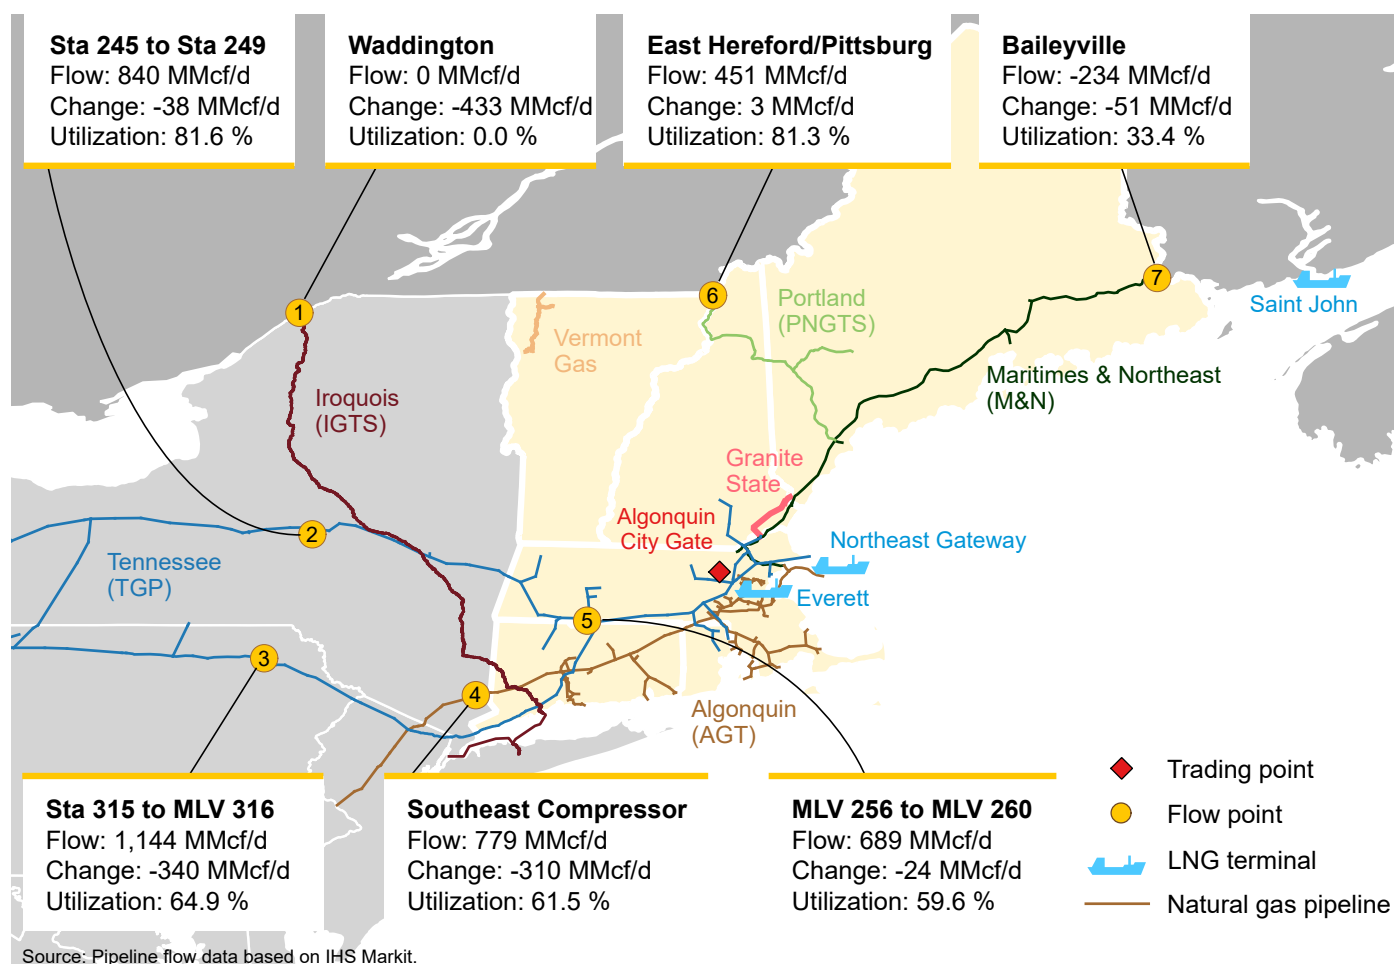 Sta 245 to Sta 249
Flow: 840 MMcf/d
Change: -38 MMcf/d
Utilization: 81.6 %
Waddington
Flow: 0 MMcf/d
Change: -433 MMcf/d
Utilization: 0.0 %
East Hereford/Pittsburg
Flow: 451 MMcf/d
Change: 3 MMcf/d
Utilization: 81.3 %
Baileyville
Flow: -234 MMcf/d
Change: -51 MMcf/d
Utilization: 33.4 %
1
6
7
Saint John
Portland
(PNGTS)
Vermont
Gas
Iroquois
(IGTS)
Maritimes & Northeast
(M&N)
Granite
State
Algonquin
City Gate
2
Northeast Gateway
Tennessee
(TGP)
Everett
5
3
4
Algonquin
(AGT)
Sta 315 to MLV 316
Flow: 1,144 MMcf/d
Change: -340 MMcf/d
Utilization: 64.9 %
Southeast Compressor
Flow: 779 MMcf/d
Change: -310 MMcf/d
Utilization: 61.5 %
MLV 256 to MLV 260
Flow: 689 MMcf/d
Change: -24 MMcf/d
Utilization: 59.6 %
Trading point
Flow point
LNG terminal
Natural gas pipeline
Source: Pipeline flow data based on IHS Markit.